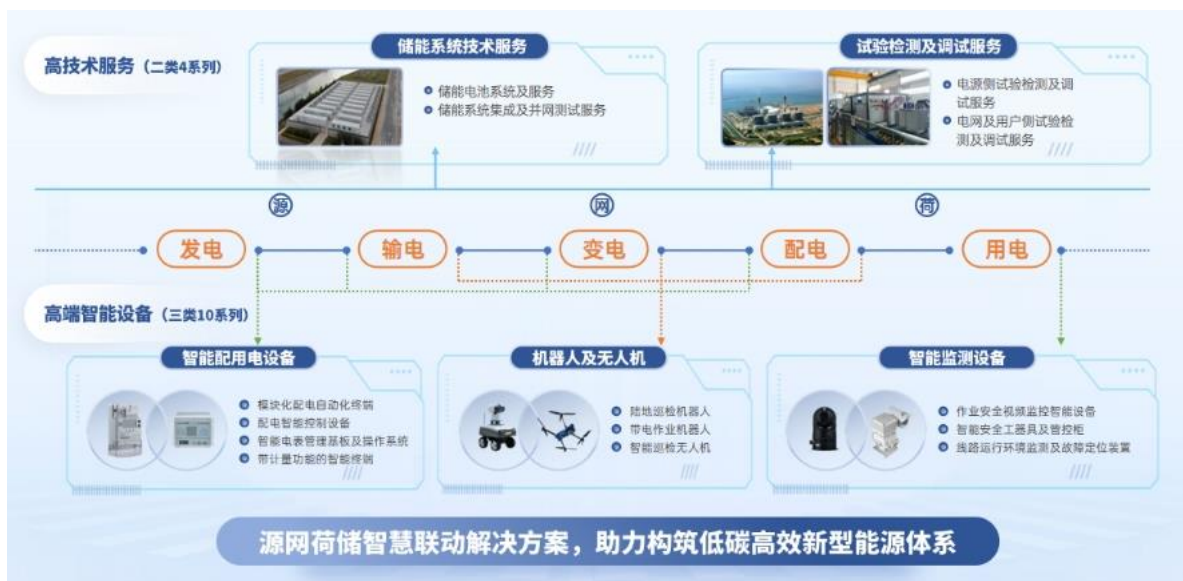 高技术服务（二类4系列）
储能系统技术服务
储能电池系统及服务
储能系统集成及并网测试服务
试验检测及调试服务
电源侧试验检测及调
试服务
电网及用户侧试验检
测及调试服务
源
网
荷
发电
输电
变电
配电
用电
高端智能设备（三类10系列）
智能配用电设备
模块化配电自动化终端
配电智能控制设备
智能电表管理基板及操作系统
带计量功能的智能终端
机器人及无人机
陆地巡检机器人
带电作业机器人
智能巡检无人机
智能监测设备
作业安全视频监控智能设备
智能安全工器具及管控柜
线路运行环境监测及故障定位装置
源网荷储智慧联动解决方案，助力构筑低碳高效新型能源体系